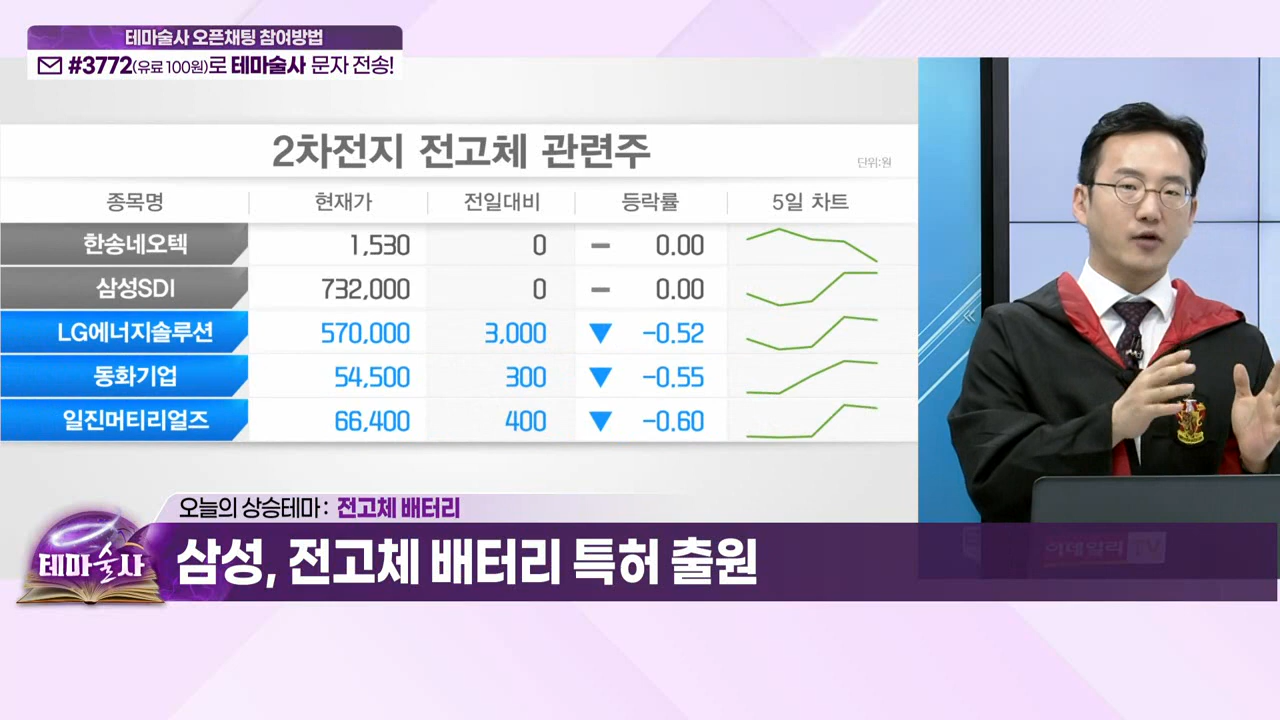 테마술사 오픈채팅 참여방법
#3772(유료 100원)로 테마술사 문자 전송!
2차전지 전고체 관련주
단위:원
종목명 현재가 전일대비 등락률 5일 차트
한송네오텍 1,530 0 – 0.00
삼성SDI 732,000 0 – 0.00
LG에너지솔루션 570,000 3,000 ▼ -0.52
동화기업 54,500 300 ▼ -0.55
일진머티리얼즈 66,400 400 ▼ -0.60
오늘의 상승테마 : 전고체 배터리
테마술사
삼성, 전고체 배터리 특허 출원
이데일리 TV